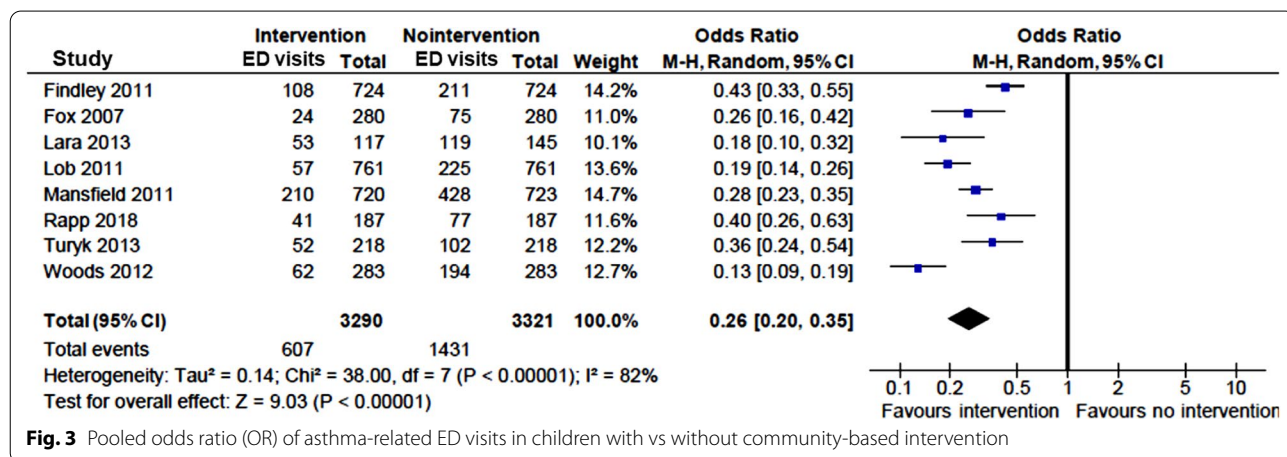 Intervention Nointervention Odds Ratio Odds Ratio
Study ED visits Total ED visits Total Weight M-H, Random, 95% CI M-H, Random, 95% CI
Findley 2011 108 724 211 724 14.2% 0.43 [0.33, 0.55]
Fox 2007 24 280 75 280 11.0% 0.26 [0.16, 0.42]
Lara 2013 53 117 119 145 10.1% 0.18 [0.10, 0.32]
Lob 2011 57 761 225 761 13.6% 0.19 [0.14, 0.26]
Mansfield 2011 210 720 428 723 14.7% 0.28 [0.23, 0.35]
Rapp 2018 41 187 77 187 11.6% 0.40 [0.26, 0.63]
Turyk 2013 52 218 102 218 12.2% 0.36 [0.24, 0.54]
Woods 2012 62 283 194 283 12.7% 0.13 [0.09, 0.19]
Total (95% CI) 3290 3321 100.0% 0.26 [0.20, 0.35]
Total events 607 1431
Heterogeneity: Tau² = 0.14; Chi² = 38.00, df = 7 (P < 0.00001); I² = 82%
Test for overall effect: Z = 9.03 (P < 0.00001)
0.1 0.2 0.5 1 2 5 10
Favours intervention Favours no intervention
Fig. 3 Pooled odds ratio (OR) of asthma-related ED visits in children with vs without community-based intervention